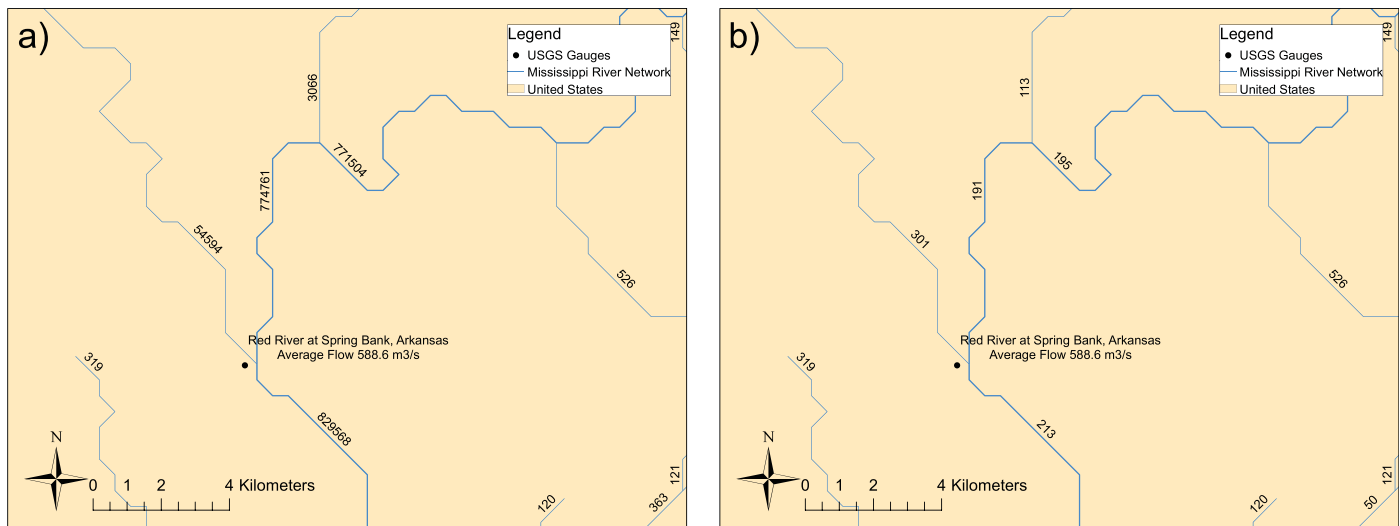 a)
Legend
USGS Gauges
Mississippi River Network
United States
149
3066
771504
774761
54594
526
Red River at Spring Bank, Arkansas
Average Flow 588.6 m3/s
319
829568
N
0 1 2 4 Kilometers
121
120
363
b)
Legend
USGS Gauges
Mississippi River Network
United States
149
113
195
191
301
526
Red River at Spring Bank, Arkansas
Average Flow 588.6 m3/s
319
213
N
0 1 2 4 Kilometers
121
120
50